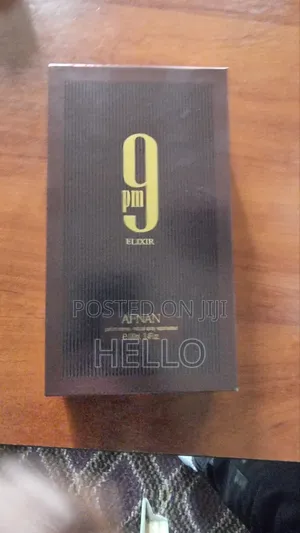 9
pm
ELIXIR
POSTED ON JIJI
AFNAN
HELLO